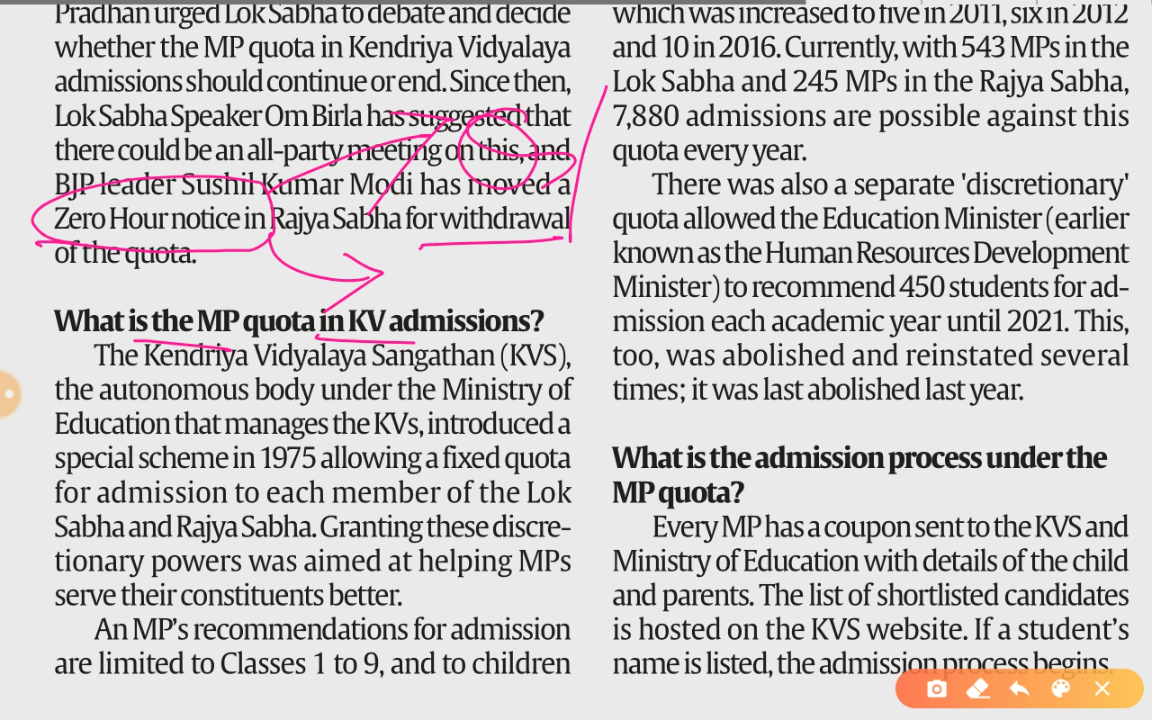 Pradhan urged Lok Sabha to debate and decide
whether the MP quota in Kendriya Vidyalaya
admissions should continue or end. Since then,
Lok Sabha Speaker Om Birla has suggested that
there could be an all-party meeting on this, and
BJP leader Sushil Kumar Modi has moved a
Zero Hour notice in Rajya Sabha for withdrawal
of the quota.
What is the MP quota in KV admissions?
The Kendriya Vidyalaya Sangathan (KVS),
the autonomous body under the Ministry of
Education that manages the KVs, introduced a
special scheme in 1975 allowing a fixed quota
for admission to each member of the Lok
Sabha and Rajya Sabha. Granting these discre-
tionary powers was aimed at helping MPs
serve their constituents better.
An MP’s recommendations for admission
are limited to Classes 1 to 9, and to children
which was increased to five in 2011, six in 2012
and 10 in 2016. Currently, with 543 MPs in the
Lok Sabha and 245 MPs in the Rajya Sabha,
7,880 admissions are possible against this
quota every year.
There was also a separate 'discretionary'
quota allowed the Education Minister (earlier
known as the Human Resources Development
Minister) to recommend 450 students for ad-
mission each academic year until 2021. This,
too, was abolished and reinstated several
times; it was last abolished last year.
What is the admission process under the
MP quota?
Every MP has a coupon sent to the KVS and
Ministry of Education with details of the child
and parents. The list of shortlisted candidates
is hosted on the KVS website. If a student’s
name is listed, the admission process begins.